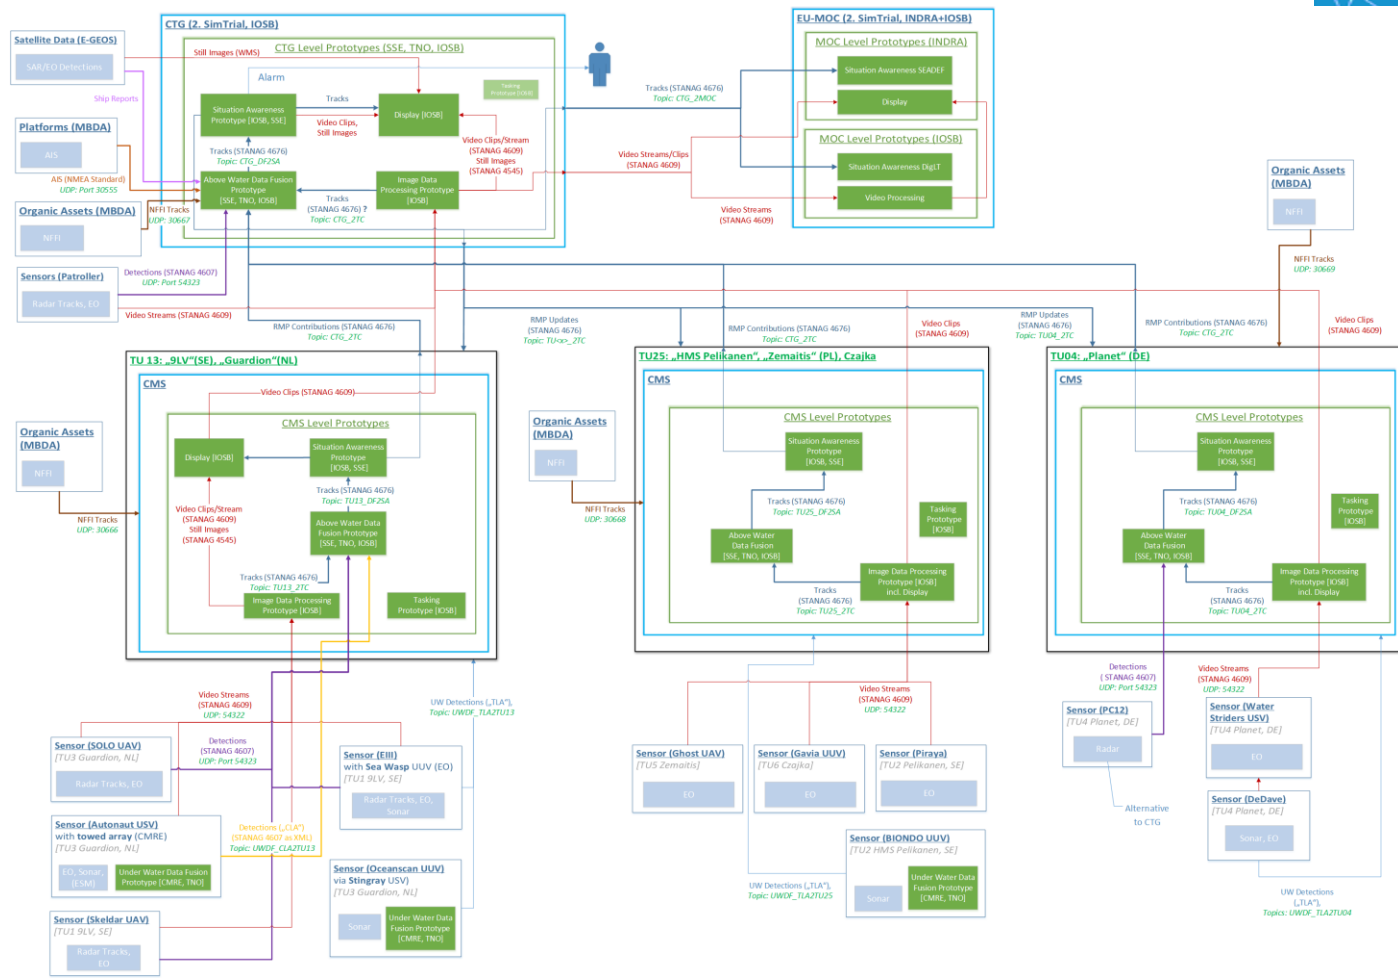 CTG (2. SimTrial, IOSB)
CTG Level Prototypes (SSE, TNO, IOSB)
Satellite Data (E-GEOS)
SAR/EO Detections
Still Images (WMS)
Alarm
Ship Reports
Situation Awareness
Prototype [IOSB, SSE]
Tracks
Video Clips,
Still Images
Display [IOSB]
Tasking
Prototype [IOSB]
Platforms (MBDA)
AIS
AIS (NMEA Standard)
UDP: Port 30555
Tracks (STANAG 4676)
Topic: CTG_DF2SA
Video Clips/Stream
(STANAG 4609)
Still Images
(STANAG 4545)
Above Water Data Fusion
Prototype
[SSE, TNO, IOSB]
Image Data
Processing Prototype
[IOSB]
Tracks
(STANAG 4676) ?
Topic: CTG_2TC
Organic Assets (MBDA)
NFFI
NFFI Tracks
UDP: 30667
Sensors (Patroller)
Radar Tracks, EO
Detections (STANAG 4607)
UDP: Port 54323
Video Streams (STANAG 4609)
EU-MOC (2. SimTrial, INDRA+IOSB)
MOC Level Prototypes (INDRA)
Situation Awareness SEADEF
Display
MOC Level Prototypes (IOSB)
Situation Awareness DigLT
Video Processing
Tracks (STANAG 4676)
Topic: CTG_2MOC
Video Streams/Clips
(STANAG 4609)
Video Streams
(STANAG 4609)
Organic Assets
(MBDA)
NFFI
NFFI Tracks
UDP: 30669
RMP Contributions (STANAG 4676)
Topic: CTG_2TC
RMP Updates
(STANAG 4676)
Topic: TU<x>_2TC
RMP Contributions (STANAG 4676)
Topic: CTG_2TC
Video Clips
(STANAG 4609)
RMP Updates
(STANAG 4676)
Topic: TU04_2TC
RMP Contributions (STANAG 4676)
Topic: CTG_2TC
Video Clips
(STANAG 4609)
TU 13: „9LV“(SE), „Guardion“(NL)
CMS
Video Clips (STANAG 4609)
CMS Level Prototypes
Display [IOSB]
Situation Awareness
Prototype
[IOSB, SSE]
Tracks (STANAG 4676)
Topic: TU13_DF2SA
Video Clips/Stream
(STANAG 4609)
Still Images
(STANAG 4545)
Above Water Data
Fusion Prototype
[SSE, TNO, IOSB]
Tracks (STANAG 4676)
Topic: TU13_2TC
Image Data Processing
Prototype [IOSB]
Tasking
Prototype [IOSB]
Organic Assets
(MBDA)
NFFI
NFFI Tracks
UDP: 30666
TU25: „HMS Pelikanen“, „Zemaitis“ (PL), Czajka
CMS
CMS Level Prototypes
Situation Awareness
Prototype
[IOSB, SSE]
Tracks (STANAG 4676)
Topic: TU25_DF2SA
Tasking
Prototype
[IOSB]
Above Water
Data Fusion
[SSE, TNO, IOSB]
Image Data Processing
Prototype [IOSB]
incl. Display
Tracks
(STANAG 4676)
Topic: TU25_2TC
Organic Assets
(MBDA)
NFFI
NFFI Tracks
UDP: 30668
TU04: „Planet“ (DE)
CMS
CMS Level Prototypes
Situation Awareness
Prototype
[IOSB, SSE]
Tracks (STANAG 4676)
Topic: TU04_DF2SA
Tasking
Prototype
[IOSB]
Above Water
Data Fusion
[SSE, TNO, IOSB]
Image Data Processing
Prototype [IOSB]
incl. Display
Tracks
(STANAG 4676)
Topic: TU04_2TC
Video Streams
(STANAG 4609)
UDP: 54322
Detections
(STANAG 4607)
UDP: Port 54323
UW Detections („TLA“),
Topic: UWDF_TLA2TU13
Sensor (SOLO UAV)
[TU3 Guardion, NL]
Radar Tracks, EO
Sensor (EIII)
with Sea Wasp UUV (EO)
[TU1 9LV, SE]
Radar Tracks, EO,
Sonar
Sensor (Autonaut USV)
with towed array (CMRE)
[TU3 Guardion, NL]
EO, Sonar,
[ESM]
Under Water Data Fusion
Prototype [CMRE, TNO]
Detections („CLA“)
(STANAG 4607 as XML)
Topic: UWDF_CLA2TU13
Sensor (Oceanscan UUV)
via Stingray USV)
[TU3 Guardion, NL]
Sonar
Under Water Data
Fusion Prototype
[CMRE, TNO]
Sensor (Skeldar UAV)
[TU1 9LV, SE]
Radar Tracks,
EO
Video Streams
(STANAG 4609)
UDP: 54322
Sensor (Ghost UAV)
[TU5 Zemaitis]
EO
Sensor (Gavia UUV)
[TU6 Czajka]
EO
Sensor (Piraya)
[TU2 Pelikanen, SE]
EO
Sensor (BIONDO UUV)
[TU2 HMS Pelikanen, SE]
Sonar
Under Water Data
Fusion Prototype
[CMRE, TNO]
UW Detections („TLA“),
Topic: UWDF_TLA2TU25
Detections
( STANAG 4607)
UDP: Port 54323
Video Streams
(STANAG 4609)
UDP: 54322
Sensor (PC12)
[TU4 Planet, DE]
Radar
Alternative
to CTG
Sensor (Water
Striders USV)
[TU4 Planet, DE]
EO
Sensor (DeDave)
[TU4 Planet, DE]
Sonar, EO
UW Detections
(„TLA“),
Topics: UWDF_TLA2TU04